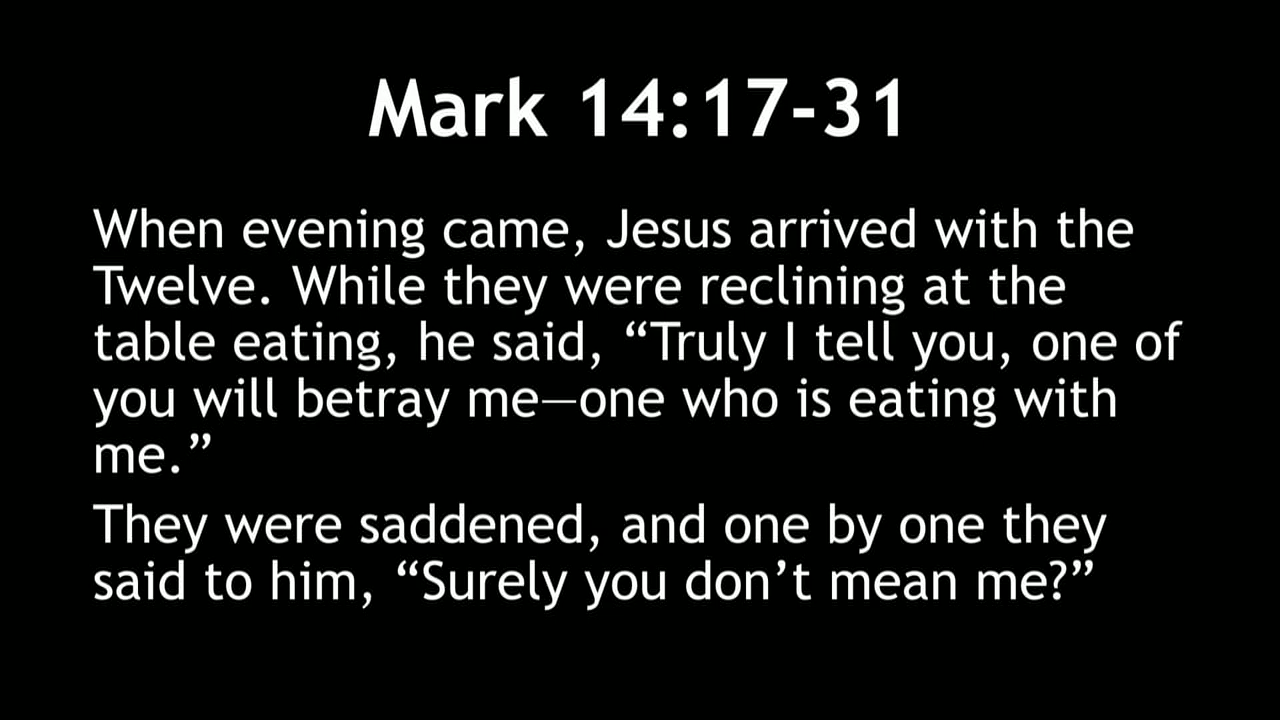 Mark 14:17-31
When evening came, Jesus arrived with the
Twelve. While they were reclining at the
table eating, he said, “Truly I tell you, one of
you will betray me—one who is eating with
me.”
They were saddened, and one by one they
said to him, “Surely you don’t mean me?”